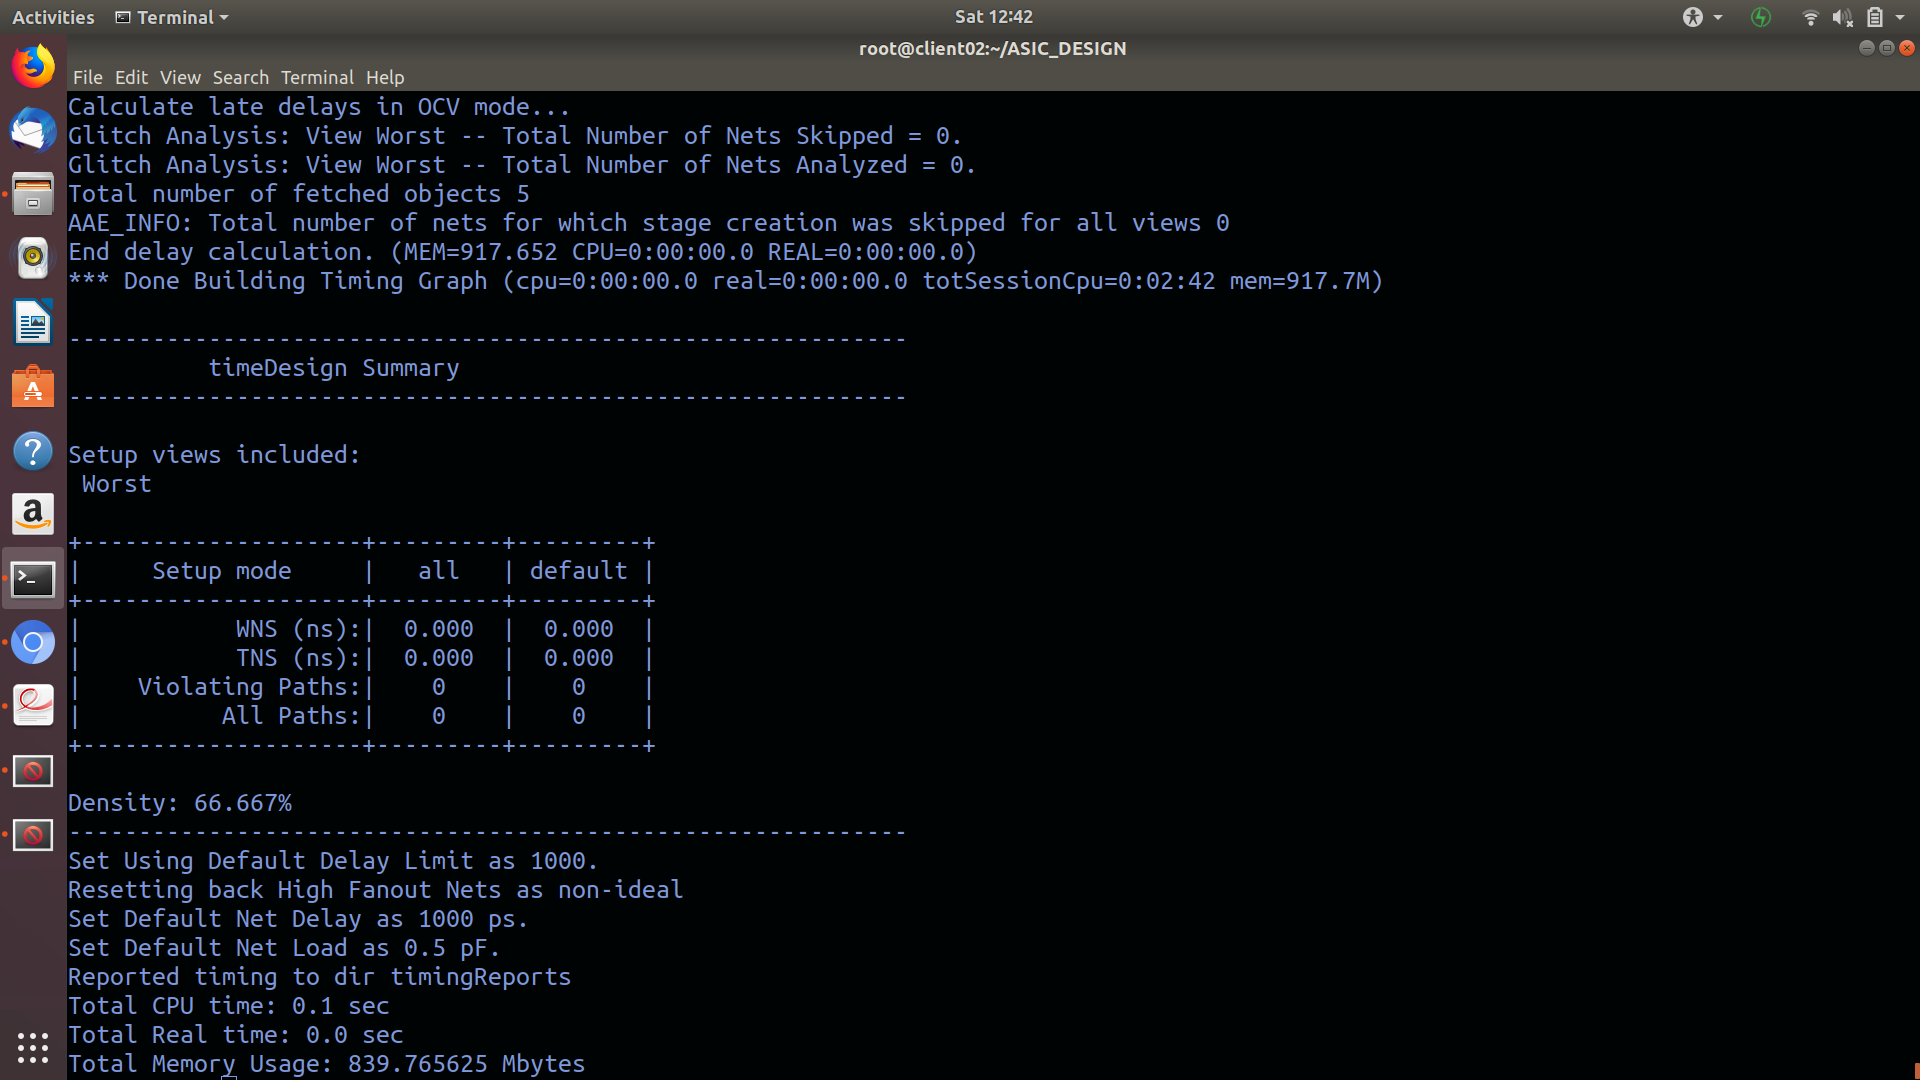 Activities Terminal Sat 12:42
root@client02:~/ASIC_DESIGN
File Edit View Search Terminal Help
Calculate late delays in OCV mode...
Glitch Analysis: View Worst -- Total Number of Nets Skipped = 0.
Glitch Analysis: View Worst -- Total Number of Nets Analyzed = 0.
Total number of fetched objects 5
AAE_INFO: Total number of nets for which stage creation was skipped for all views 0
End delay calculation. (MEM=917.652 CPU=0:00:00.0 REAL=0:00:00.0)
*** Done Building Timing Graph (cpu=0:00:00.0 real=0:00:00.0 totSessionCpu=0:02:42 mem=917.7M)
------------------------------------------------------------
          timeDesign Summary
------------------------------------------------------------
Setup views included:
 Worst
+--------------------+---------+---------+
|     Setup mode     |   all   | default |
+--------------------+---------+---------+
|           WNS (ns):|  0.000  |  0.000  |
|           TNS (ns):|  0.000  |  0.000  |
|    Violating Paths:|    0    |    0    |
|          All Paths:|    0    |    0    |
+--------------------+---------+---------+
Density: 66.667%
------------------------------------------------------------
Set Using Default Delay Limit as 1000.
Resetting back High Fanout Nets as non-ideal
Set Default Net Delay as 1000 ps.
Set Default Net Load as 0.5 pF.
Reported timing to dir timingReports
Total CPU time: 0.1 sec
Total Real time: 0.0 sec
Total Memory Usage: 839.765625 Mbytes